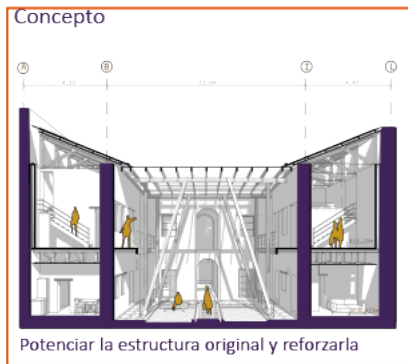 Concepto
A B I L
Potenciar la estructura original y reforzarla